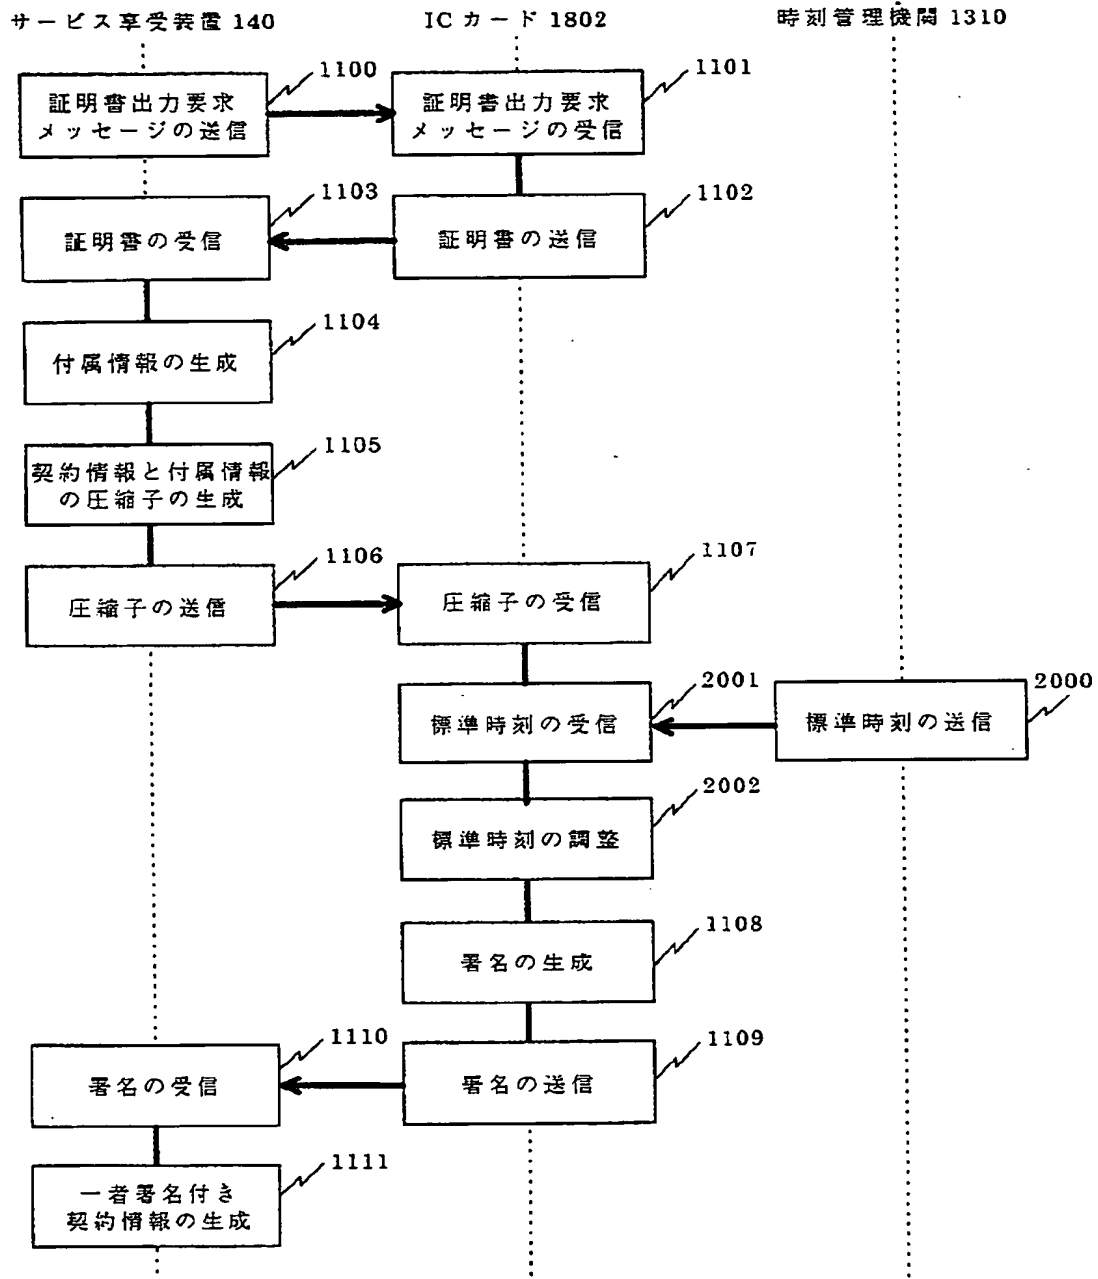 サービス享受装置 140
ICカード 1802
時刻管理機関 1310
1100
証明書出力要求
メッセージの送信
1101
証明書出力要求
メッセージの受信
1103
証明書の受信
1102
証明書の送信
1104
付属情報の生成
1105
契約情報と付属情報
の圧縮子の生成
1106
圧縮子の送信
1107
圧縮子の受信
2001
標準時刻の受信
2000
標準時刻の送信
2002
標準時刻の調整
1108
署名の生成
1110
署名の受信
1109
署名の送信
1111
一者署名付き
契約情報の生成